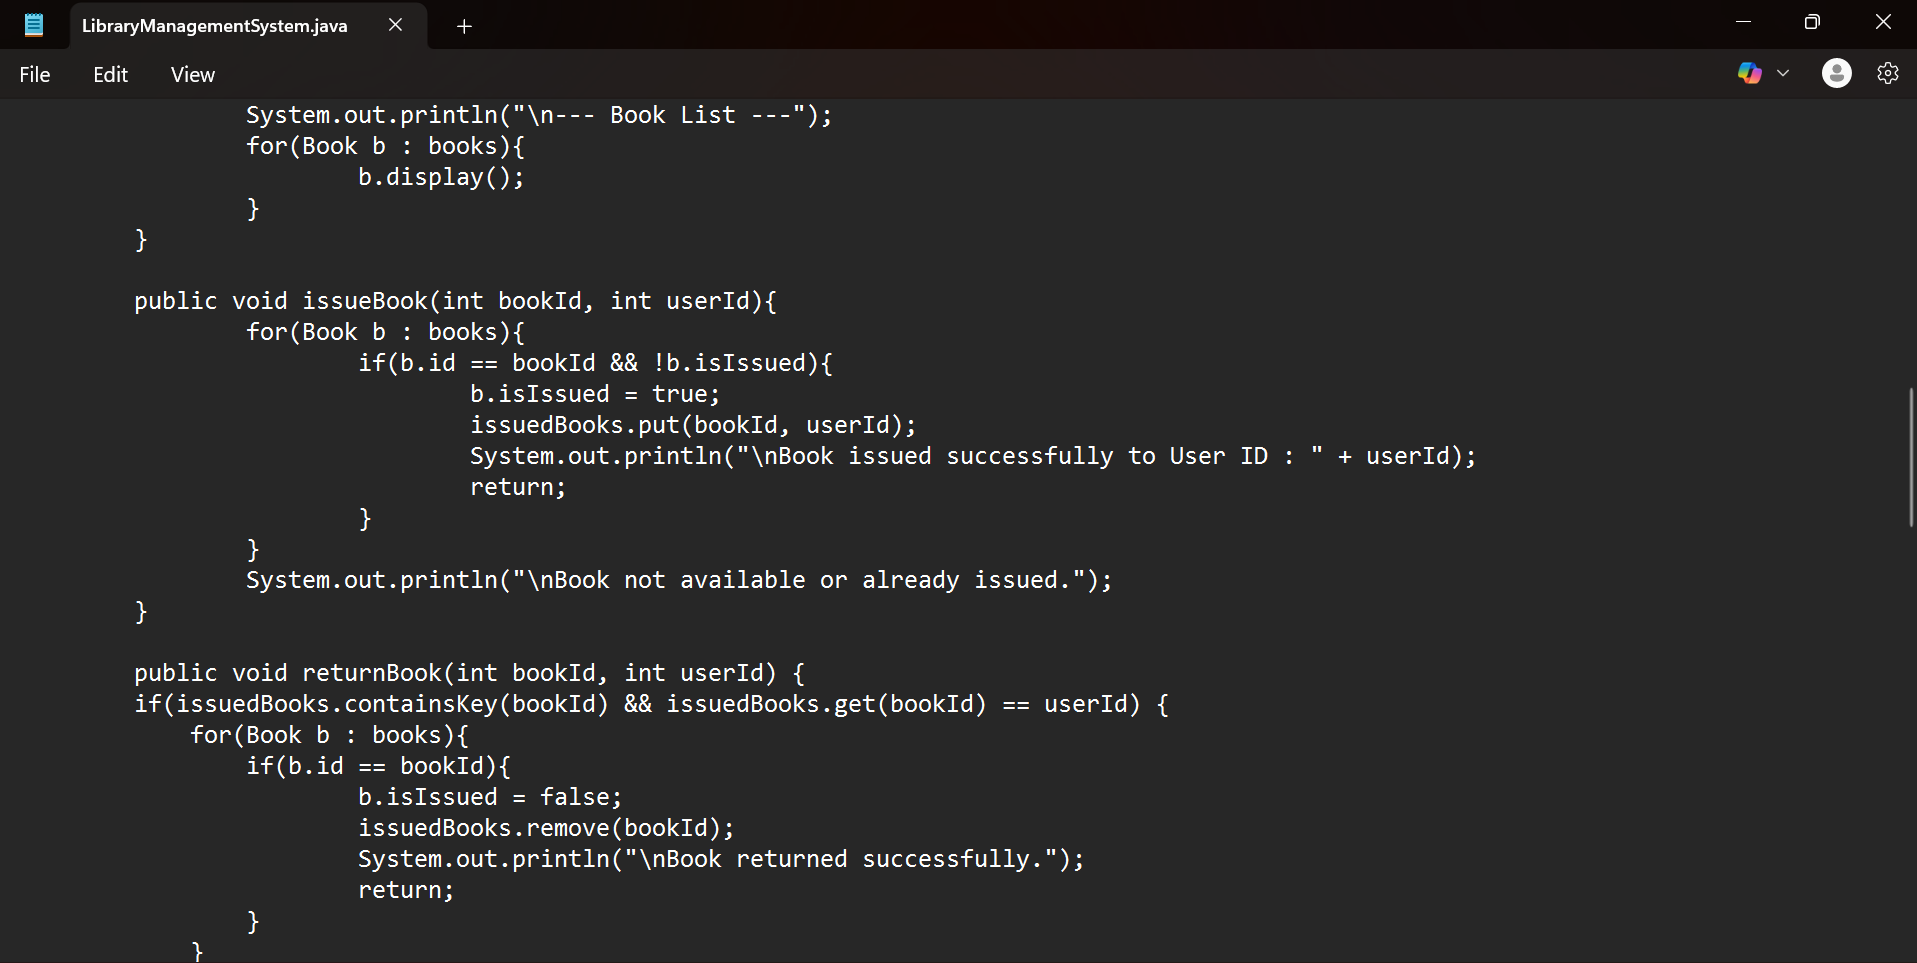 LibraryManagementSystem.java
File Edit View
System.out.println("\n--- Book List ---");
for(Book b : books){
b.display();
}
}
public void issueBook(int bookId, int userId){
for(Book b : books){
if(b.id == bookId && !b.isIssued){
b.isIssued = true;
issuedBooks.put(bookId, userId);
System.out.println("\nBook issued successfully to User ID : " + userId);
return;
}
}
System.out.println("\nBook not available or already issued.");
}
public void returnBook(int bookId, int userId) {
if(issuedBooks.containsKey(bookId) && issuedBooks.get(bookId) == userId) {
for(Book b : books){
if(b.id == bookId){
b.isIssued = false;
issuedBooks.remove(bookId);
System.out.println("\nBook returned successfully.");
return;
}
}